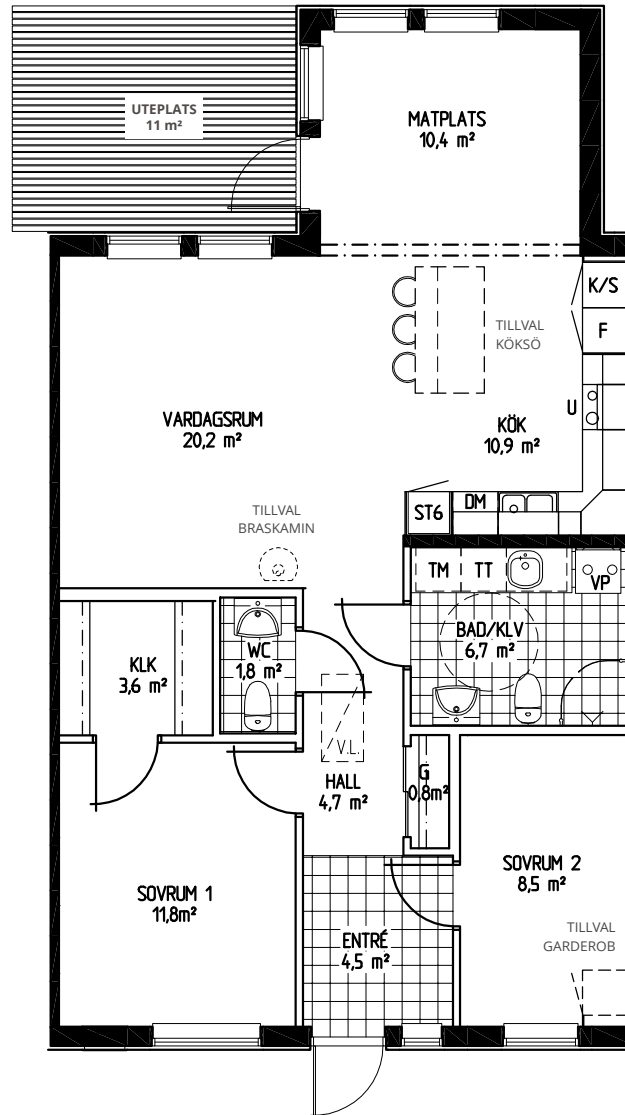 UTEPLATS
11 m²
MATPLATS
10,4 m²
K/S
F
TILLVAL
KÖKSÖ
U
VARDAGSRUM
20,2 m²
KÖK
10,9 m²
TILLVAL
BRASKAMIN
ST6
DM
TM
TT
VP
BAD/KLV
6,7 m²
WC
1,8 m²
KLK
3,6 m²
V.L.
HALL
4,7 m²
G
0,8m²
SOVRUM 1
11,8m²
SOVRUM 2
8,5 m²
TILLVAL
GARDEROB
ENTRÉ
4,5 m²